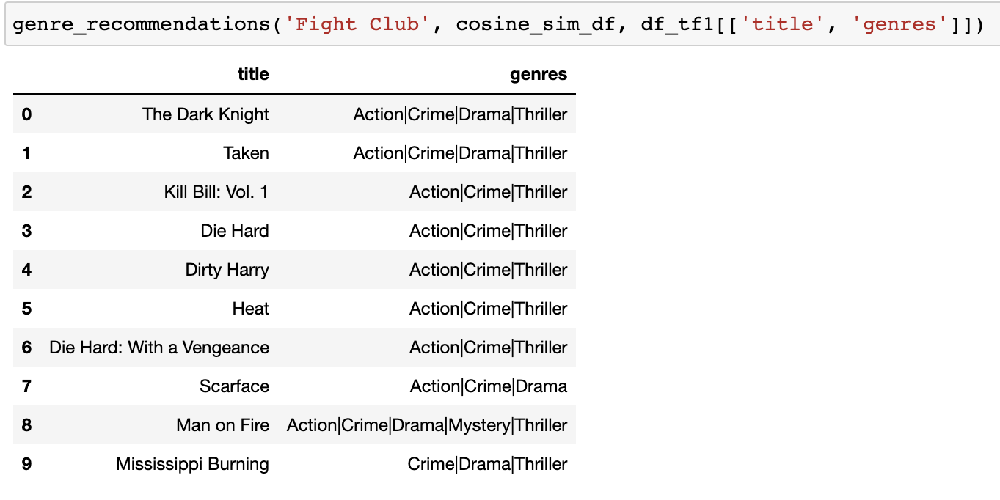 genre_recommendations('Fight Club', cosine_sim_df, df_tf1[['title', 'genres']])
title genres
0 The Dark Knight Action|Crime|Drama|Thriller
1 Taken Action|Crime|Drama|Thriller
2 Kill Bill: Vol. 1 Action|Crime|Thriller
3 Die Hard Action|Crime|Thriller
4 Dirty Harry Action|Crime|Thriller
5 Heat Action|Crime|Thriller
6 Die Hard: With a Vengeance Action|Crime|Thriller
7 Scarface Action|Crime|Drama
8 Man on Fire Action|Crime|Drama|Mystery|Thriller
9 Mississippi Burning Crime|Drama|Thriller